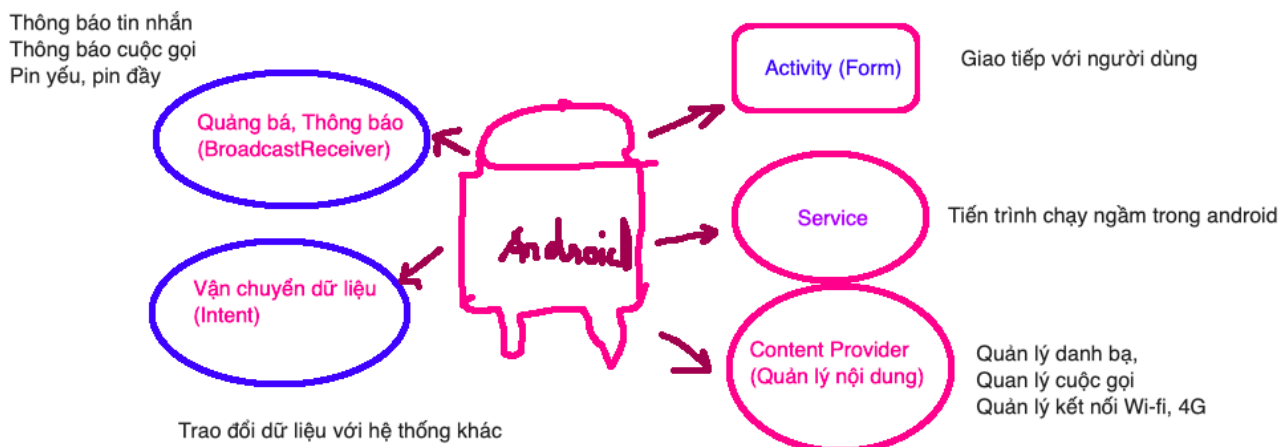 Thông báo tin nhắn
Thông báo cuộc gọi
Pin yếu, pin đầy
Quảng bá, Thông báo
(BroadcastReceiver)
Vận chuyển dữ liệu
(Intent)
Trao đổi dữ liệu với hệ thống khác
Android
Activity (Form)
Giao tiếp với người dùng
Service
Tiến trình chạy ngầm trong android
Content Provider
(Quản lý nội dung)
Quản lý danh bạ,
Quan lý cuộc gọi
Quản lý kết nối Wi-fi, 4G